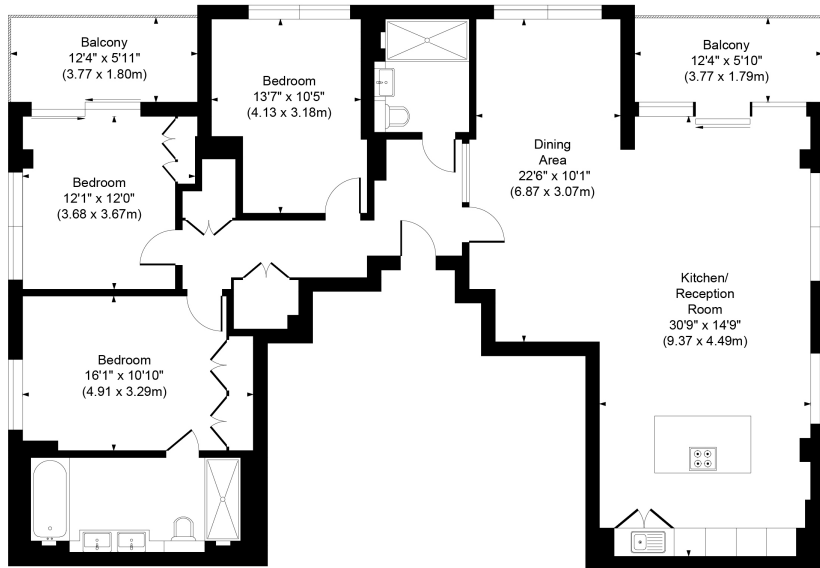 Balcony
12'4" x 5'11"
(3.77 x 1.80m)
Bedroom
13'7" x 10'5"
(4.13 x 3.18m)
Balcony
12'4" x 5'10"
(3.77 x 1.79m)
Dining
Area
22'6" x 10'1"
(6.87 x 3.07m)
Bedroom
12'1" x 12'0"
(3.68 x 3.67m)
Kitchen/
Reception
Room
30'9" x 14'9"
(9.37 x 4.49m)
Bedroom
16'1" x 10'10"
(4.91 x 3.29m)